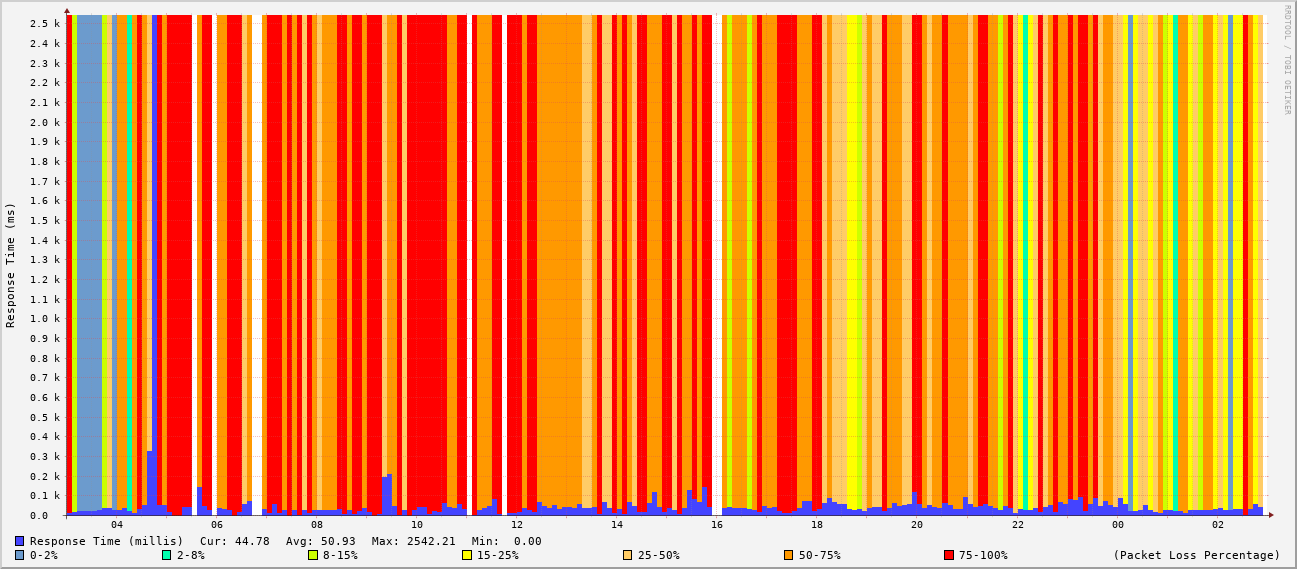 RRDTOOL / TOBI OETIKER
Response Time (ms)
2.5 k
2.4 k
2.3 k
2.2 k
2.1 k
2.0 k
1.9 k
1.8 k
1.7 k
1.6 k
1.5 k
1.4 k
1.3 k
1.2 k
1.1 k
1.0 k
0.9 k
0.8 k
0.7 k
0.6 k
0.5 k
0.4 k
0.3 k
0.2 k
0.1 k
0.0
04 06 08 10 12 14 16 18 20 22 00 02
Response Time (millis) Cur: 44.78 Avg: 50.93 Max: 2542.21 Min: 0.00
0-2% 2-8% 8-15% 15-25% 25-50% 50-75% 75-100% (Packet Loss Percentage)